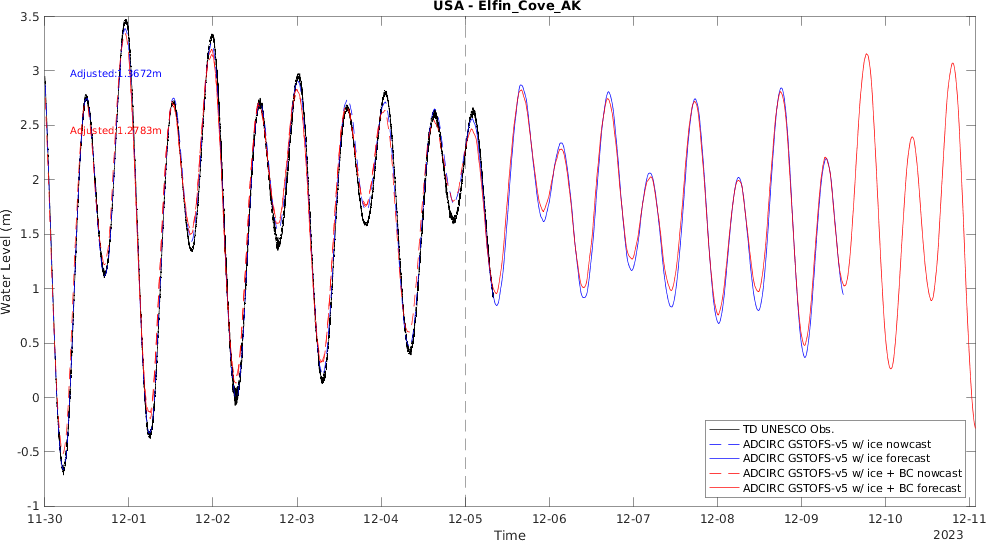 USA - Elfin_Cove_AK
3.5
3
2.5
2
1.5
1
0.5
0
-0.5
-1
Water Level (m)
Adjusted:1.3672m
Adjusted:1.2783m
TD UNESCO Obs.
ADCIRC GSTOFS-v5 w/ ice nowcast
ADCIRC GSTOFS-v5 w/ ice forecast
ADCIRC GSTOFS-v5 w/ ice + BC nowcast
ADCIRC GSTOFS-v5 w/ ice + BC forecast
11-30 12-01 12-02 12-03 12-04 12-05 12-06 12-07 12-08 12-09 12-10 12-11
Time
2023